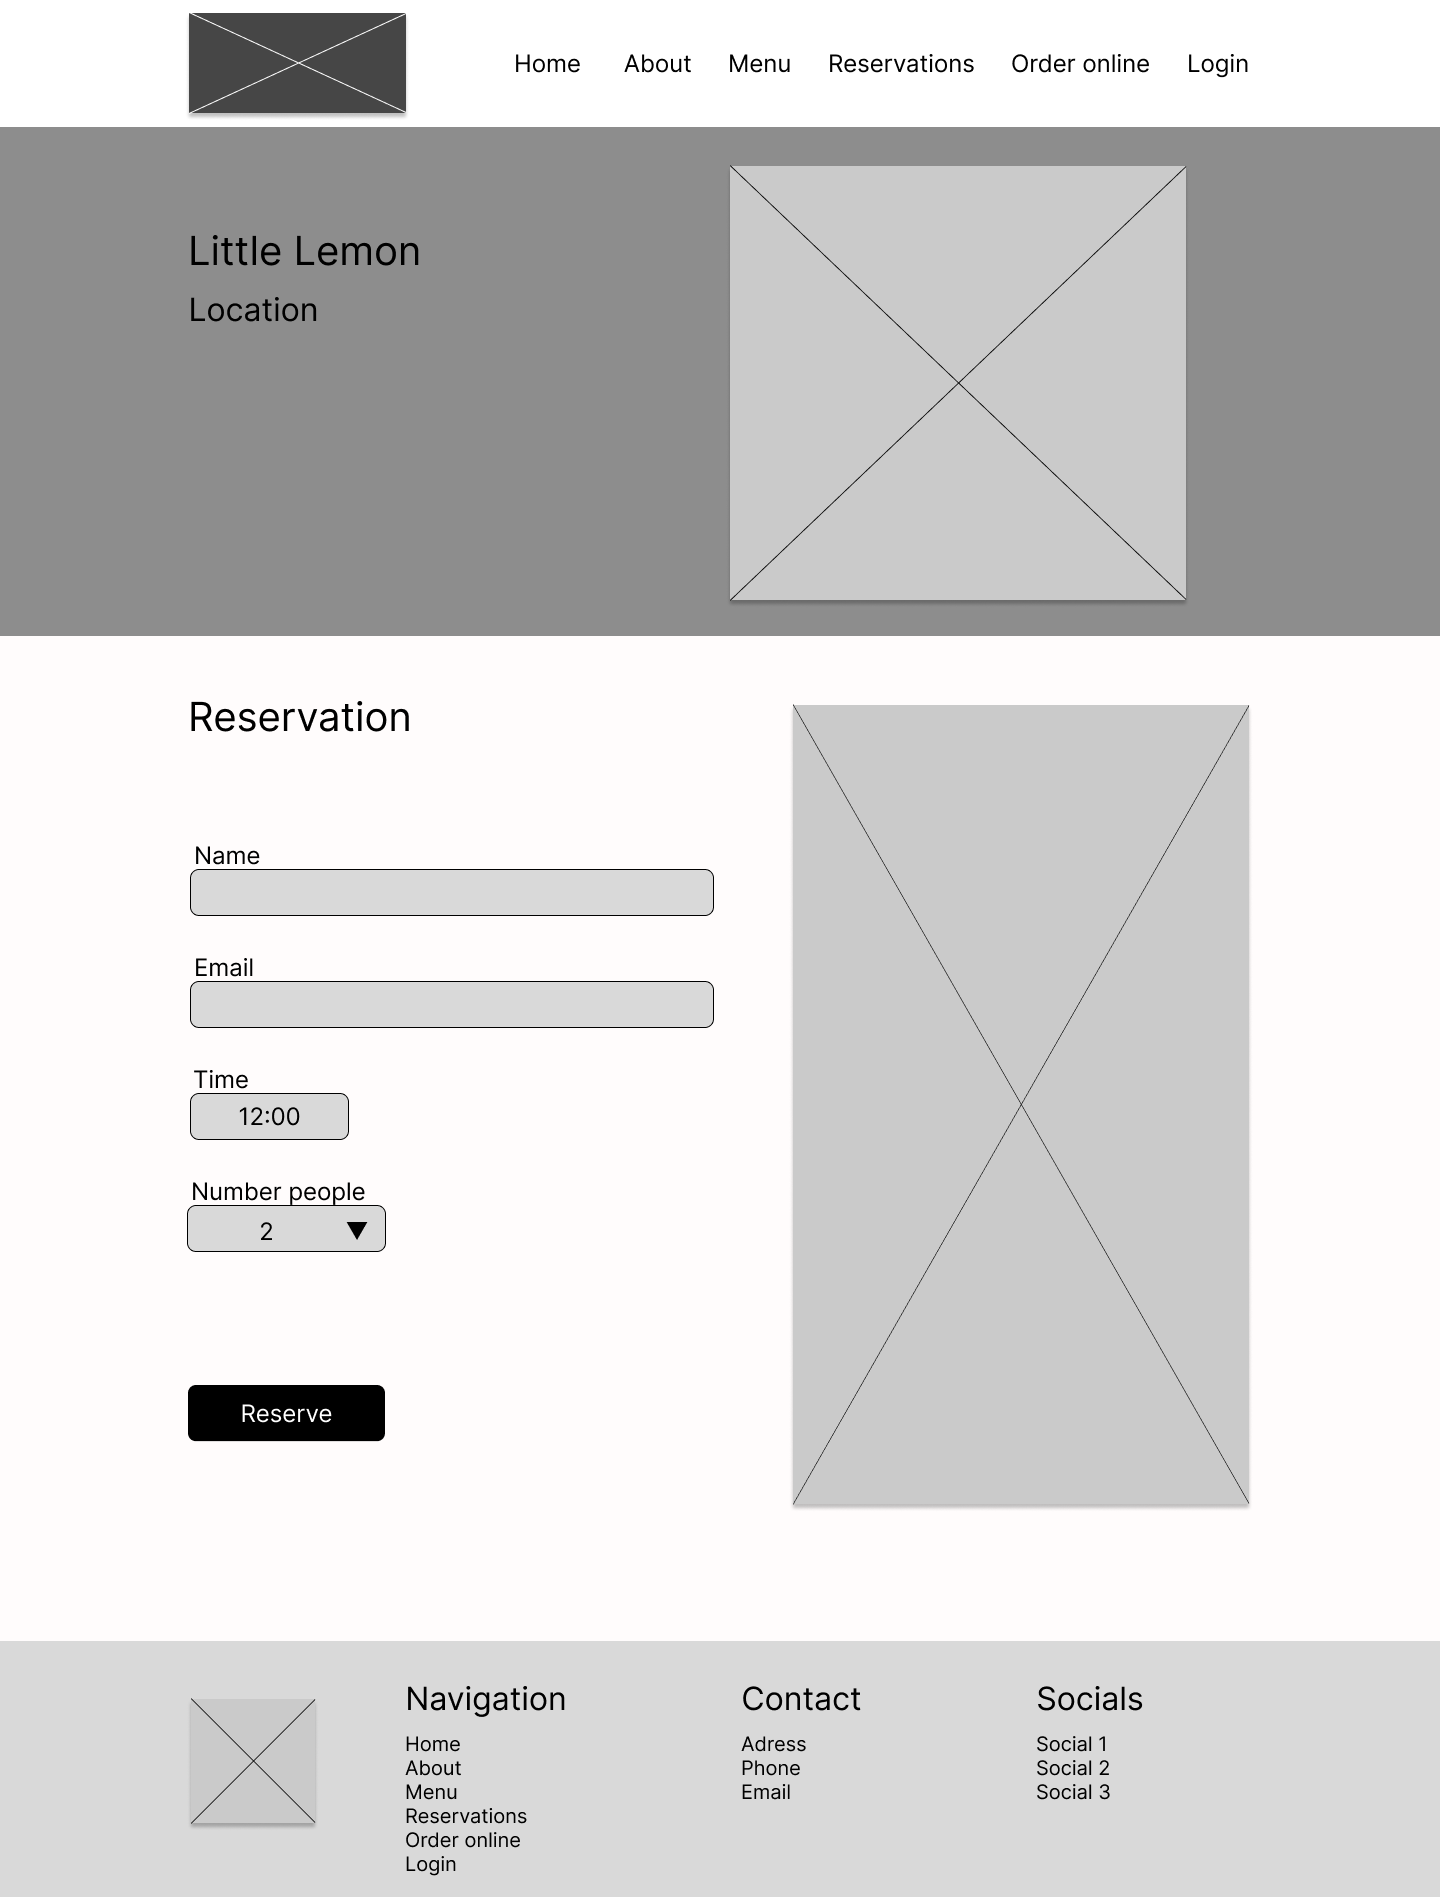 Home About Menu Reservations Order online Login
Little Lemon
Location
Reservation
Name
Email
Time
12:00
Number people
2 ▼
Reserve
Navigation
Home
About
Menu
Reservations
Order online
Login
Contact
Adress
Phone
Email
Socials
Social 1
Social 2
Social 3